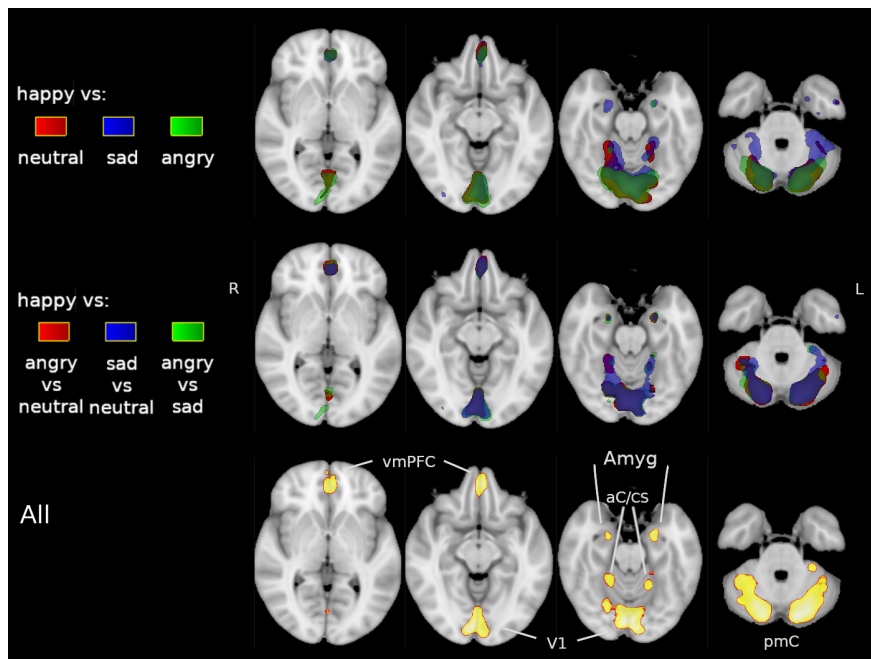 happy vs:
neutral sad angry
R
L
happy vs:
angry sad angry
vs vs vs
neutral neutral sad
vmPFC
Amyg
aC/CS
All
V1
pmC